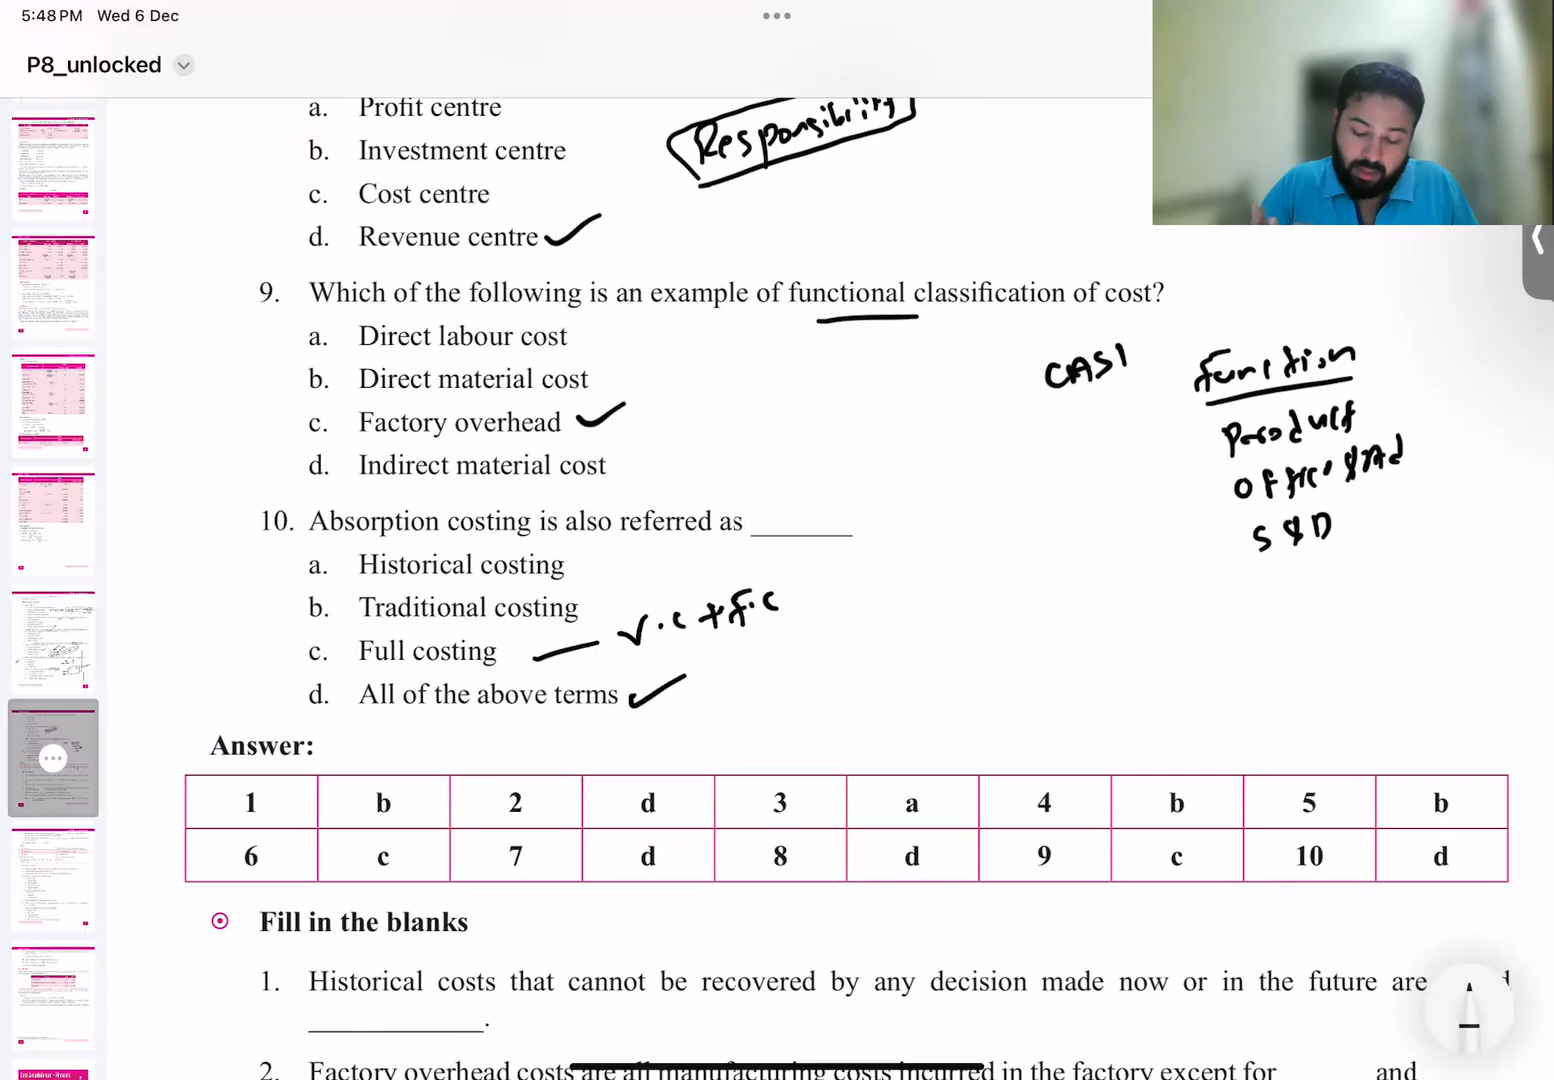 5:48 PM Wed 6 Dec
P8_unlocked
a. Profit centre
Responsibility
b. Investment centre
c. Cost centre
d. Revenue centre
9. Which of the following is an example of functional classification of cost?
a. Direct labour cost
b. Direct material cost
c. Factory overhead
d. Indirect material cost
CAS1
Function
Product
S & D
10. Absorption costing is also referred as ________
a. Historical costing
b. Traditional costing
c. Full costing
V.C + F.C
d. All of the above terms
Answer:
1 b 2 d 3 a 4 b 5 b
6 c 7 d 8 d 9 c 10 d
Fill in the blanks
1. Historical costs that cannot be recovered by any decision made now or in the future are
______________.
2. Factory overhead costs are all manufacturing costs incurred in the factory except for ________ and